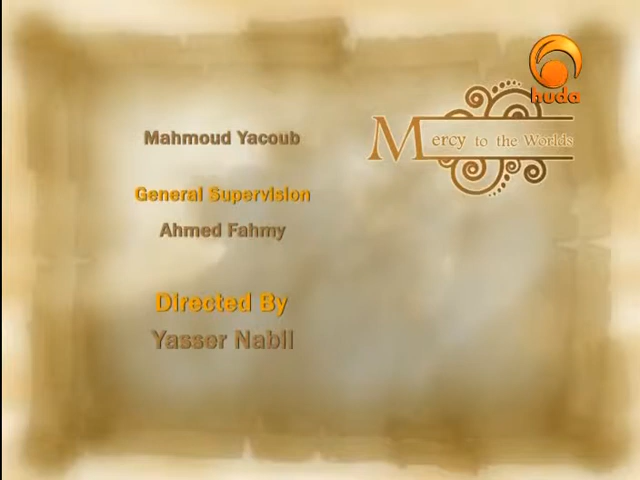 huda
Mercy to the Worlds
Mahmoud Yacoub
General Supervision
Ahmed Fahmy
Directed By
Yasser Nabil